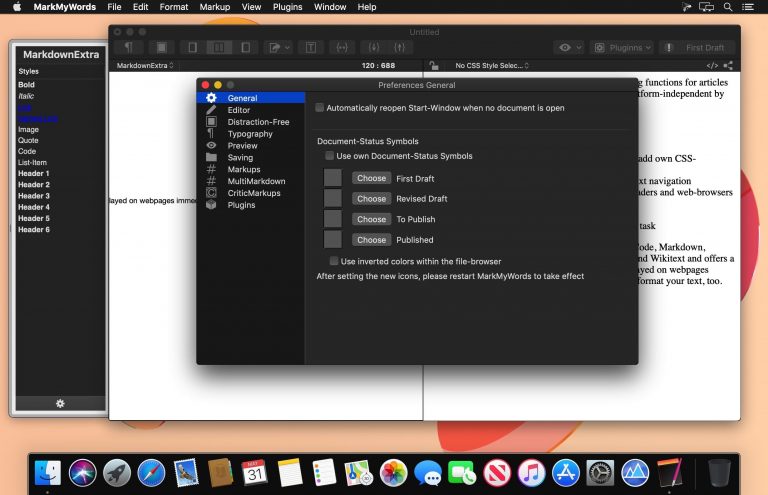 MarkMyWords File Edit Format Markup View Plugins Window Help
Untitled
Pluginns First Draft
MarkdownExtra 120 : 688 No CSS Style Selec...
MarkdownExtra
Styles
Bold
Italic
Image
Quote
Code
List-Item
Header 1
Header 2
Header 3
Header 4
Header 5
Header 6
ayed on webpages imme
Preferences General
General
Editor
Distraction-Free
Typography
Preview
Saving
Markups
MultiMarkdown
CriticMarkups
Plugins
Automatically reopen Start-Window when no document is open
Document-Status Symbols
Use own Document-Status Symbols
Choose First Draft
Choose Revised Draft
Choose To Publish
Choose Published
Use inverted colors within the file-browser
After setting the new icons, please restart MarkMyWords to take effect
g functions for articles
tform-independent by
add own CSS-
xt navigation
aders and web-browsers
task
ode, Markdown,
nd Wikitext and offers a
ayed on webpages
format your text, too.
31